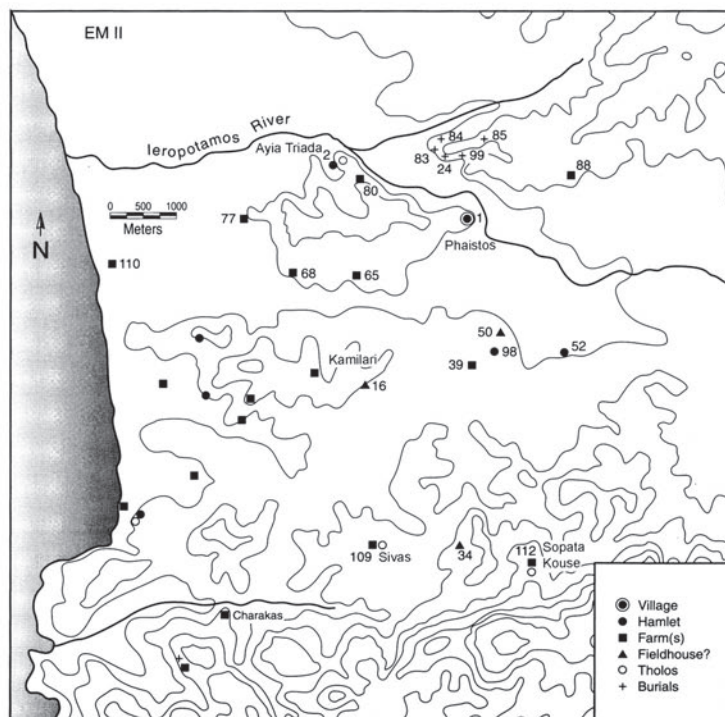 EM II
Ieropotamos River
Ayia Triada 2
84
85
83
24
99
88
80
0 500 1000
Meters
77
1
N
Phaistos
110
68
65
50
Kamilari
98
52
39
16
109
Sivas
34
112
Sopata
Kouse
Charakas
Village
Hamlet
Farm(s)
Fieldhouse?
Tholos
Burials